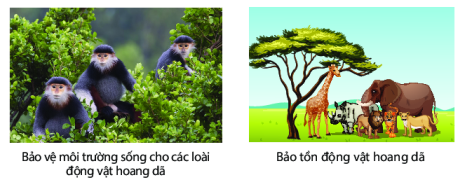 Bảo vệ môi trường sống cho các loài
động vật hoang dã
Bảo tồn động vật hoang dã